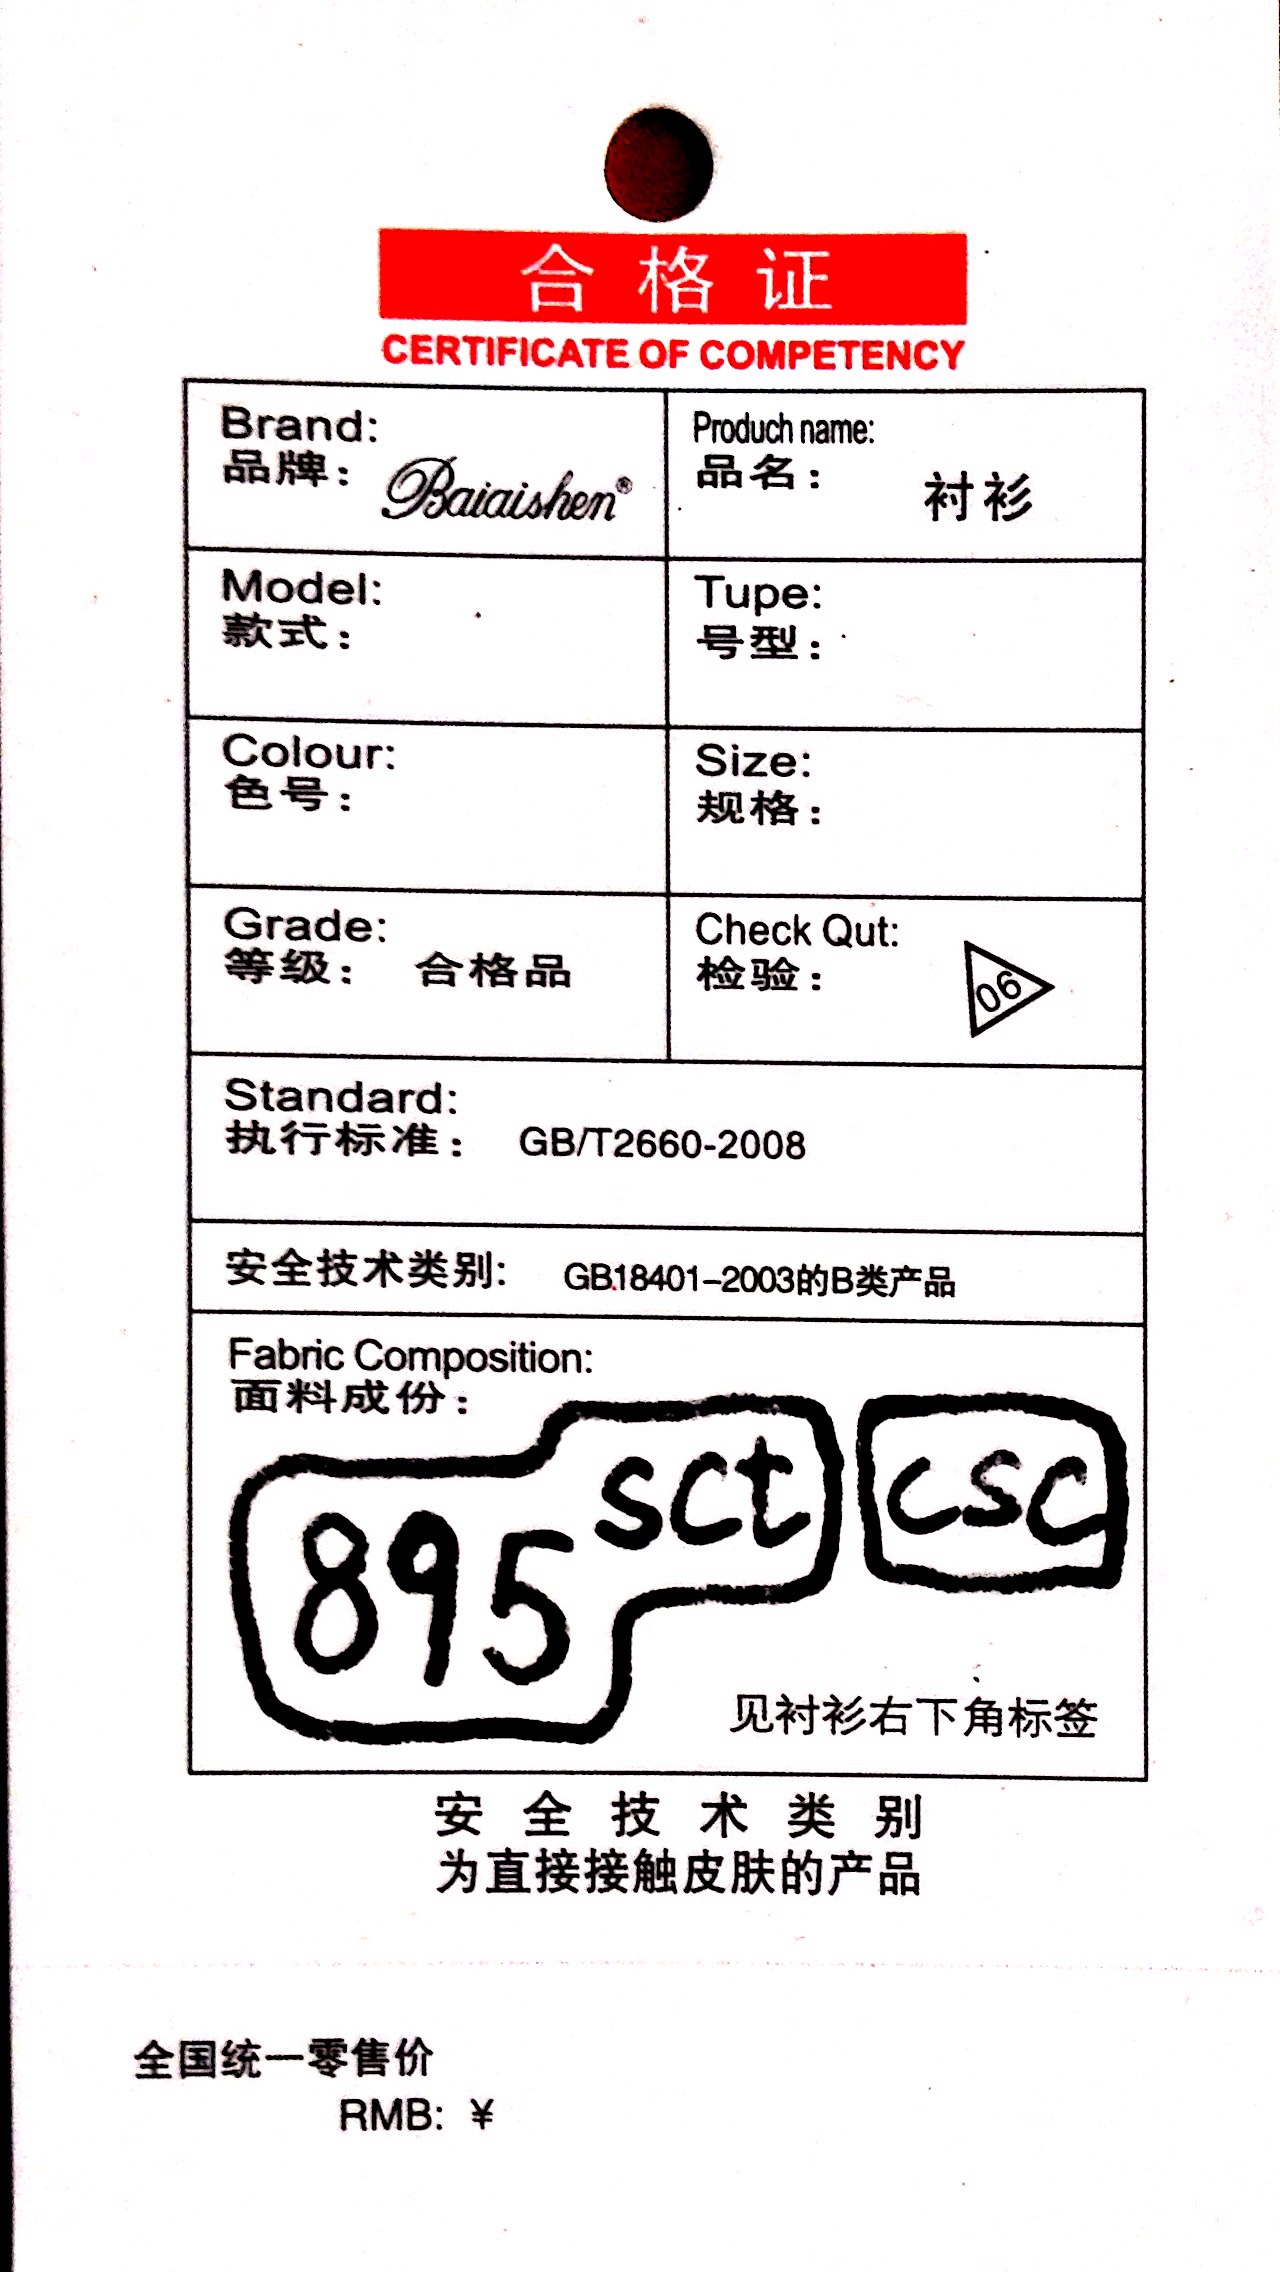 合格证
CERTIFICATE OF COMPETENCY
Brand:
品牌： Baiaishen®
Produch name:
品名： 衬衫
Model:
款式：
Tupe:
号型：
Colour:
色号：
Size:
规格：
Grade:
等级： 合格品
Check Qut:
检验： 06
Standard:
执行标准： GB/T2660-2008
安全技术类别: GB18401-2003的B类产品
Fabric Composition:
面料成份：
895 sct csc
见衬衫右下角标签
安全技术类别
为直接接触皮肤的产品
全国统一零售价
RMB: ¥